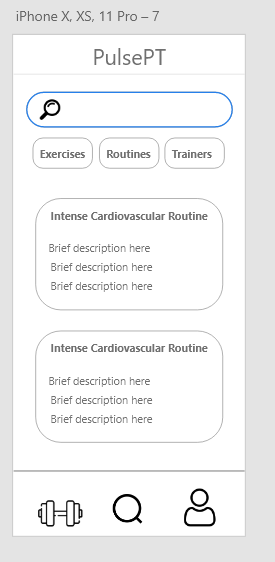 iPhone X, XS, 11 Pro – 7
PulsePT
Exercises Routines Trainers
Intense Cardiovascular Routine
Brief description here
Brief description here
Brief description here
Intense Cardiovascular Routine
Brief description here
Brief description here
Brief description here